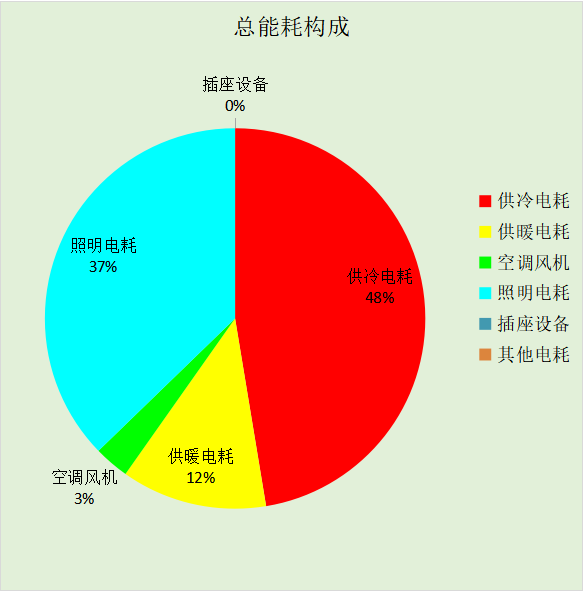 总能耗构成
插座设备
0%
照明电耗
37%
供冷电耗
48%
供暖电耗
12%
空调风机
3%
供冷电耗
供暖电耗
空调风机
照明电耗
插座设备
其他电耗